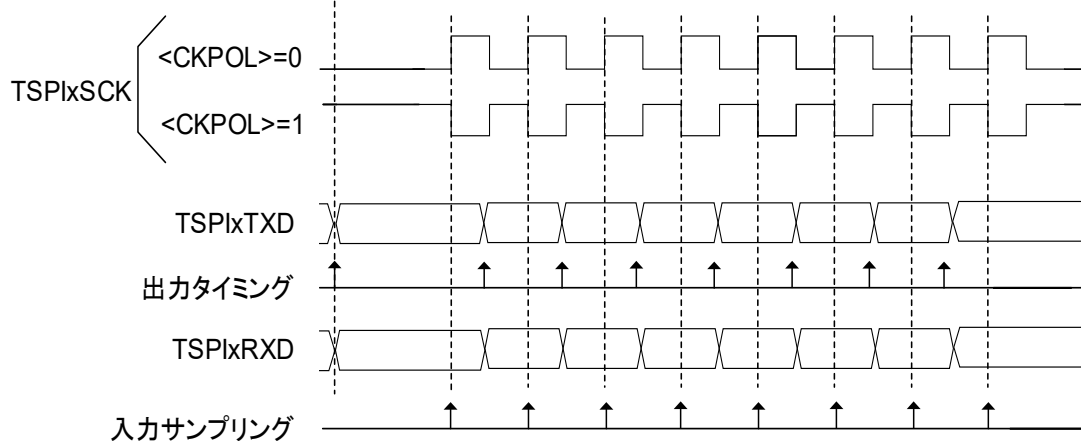 <CKPOL>=0
TSPIxSCK
<CKPOL>=1
TSPIxTXD
出力タイミング
TSPIxRXD
入力サンプリング